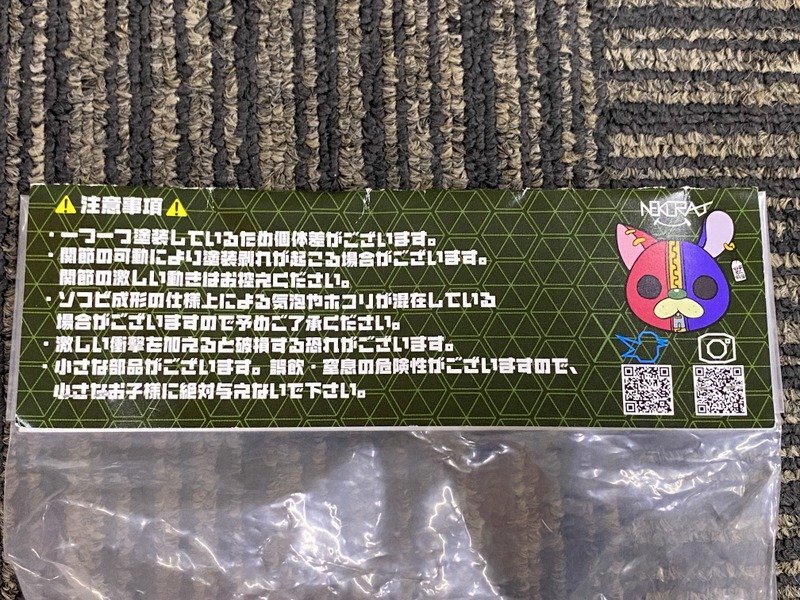 ⚠注意事項⚠
・一つ一つ塗装しているため個体差がございます。
・関節の可動により塗装剥れが起こる場合がございます。
関節の激しい動きはお控えください。
・ソフビ成形の仕様上による気泡やホコリが混在している
場合がございますので予めご了承ください。
・激しい衝撃を加えると破損する恐れがございます。
・小さな部品がございます。誤飲・窒息の危険性がございますので、
小さなお子様に絶対与えないで下さい。
NEKORAT